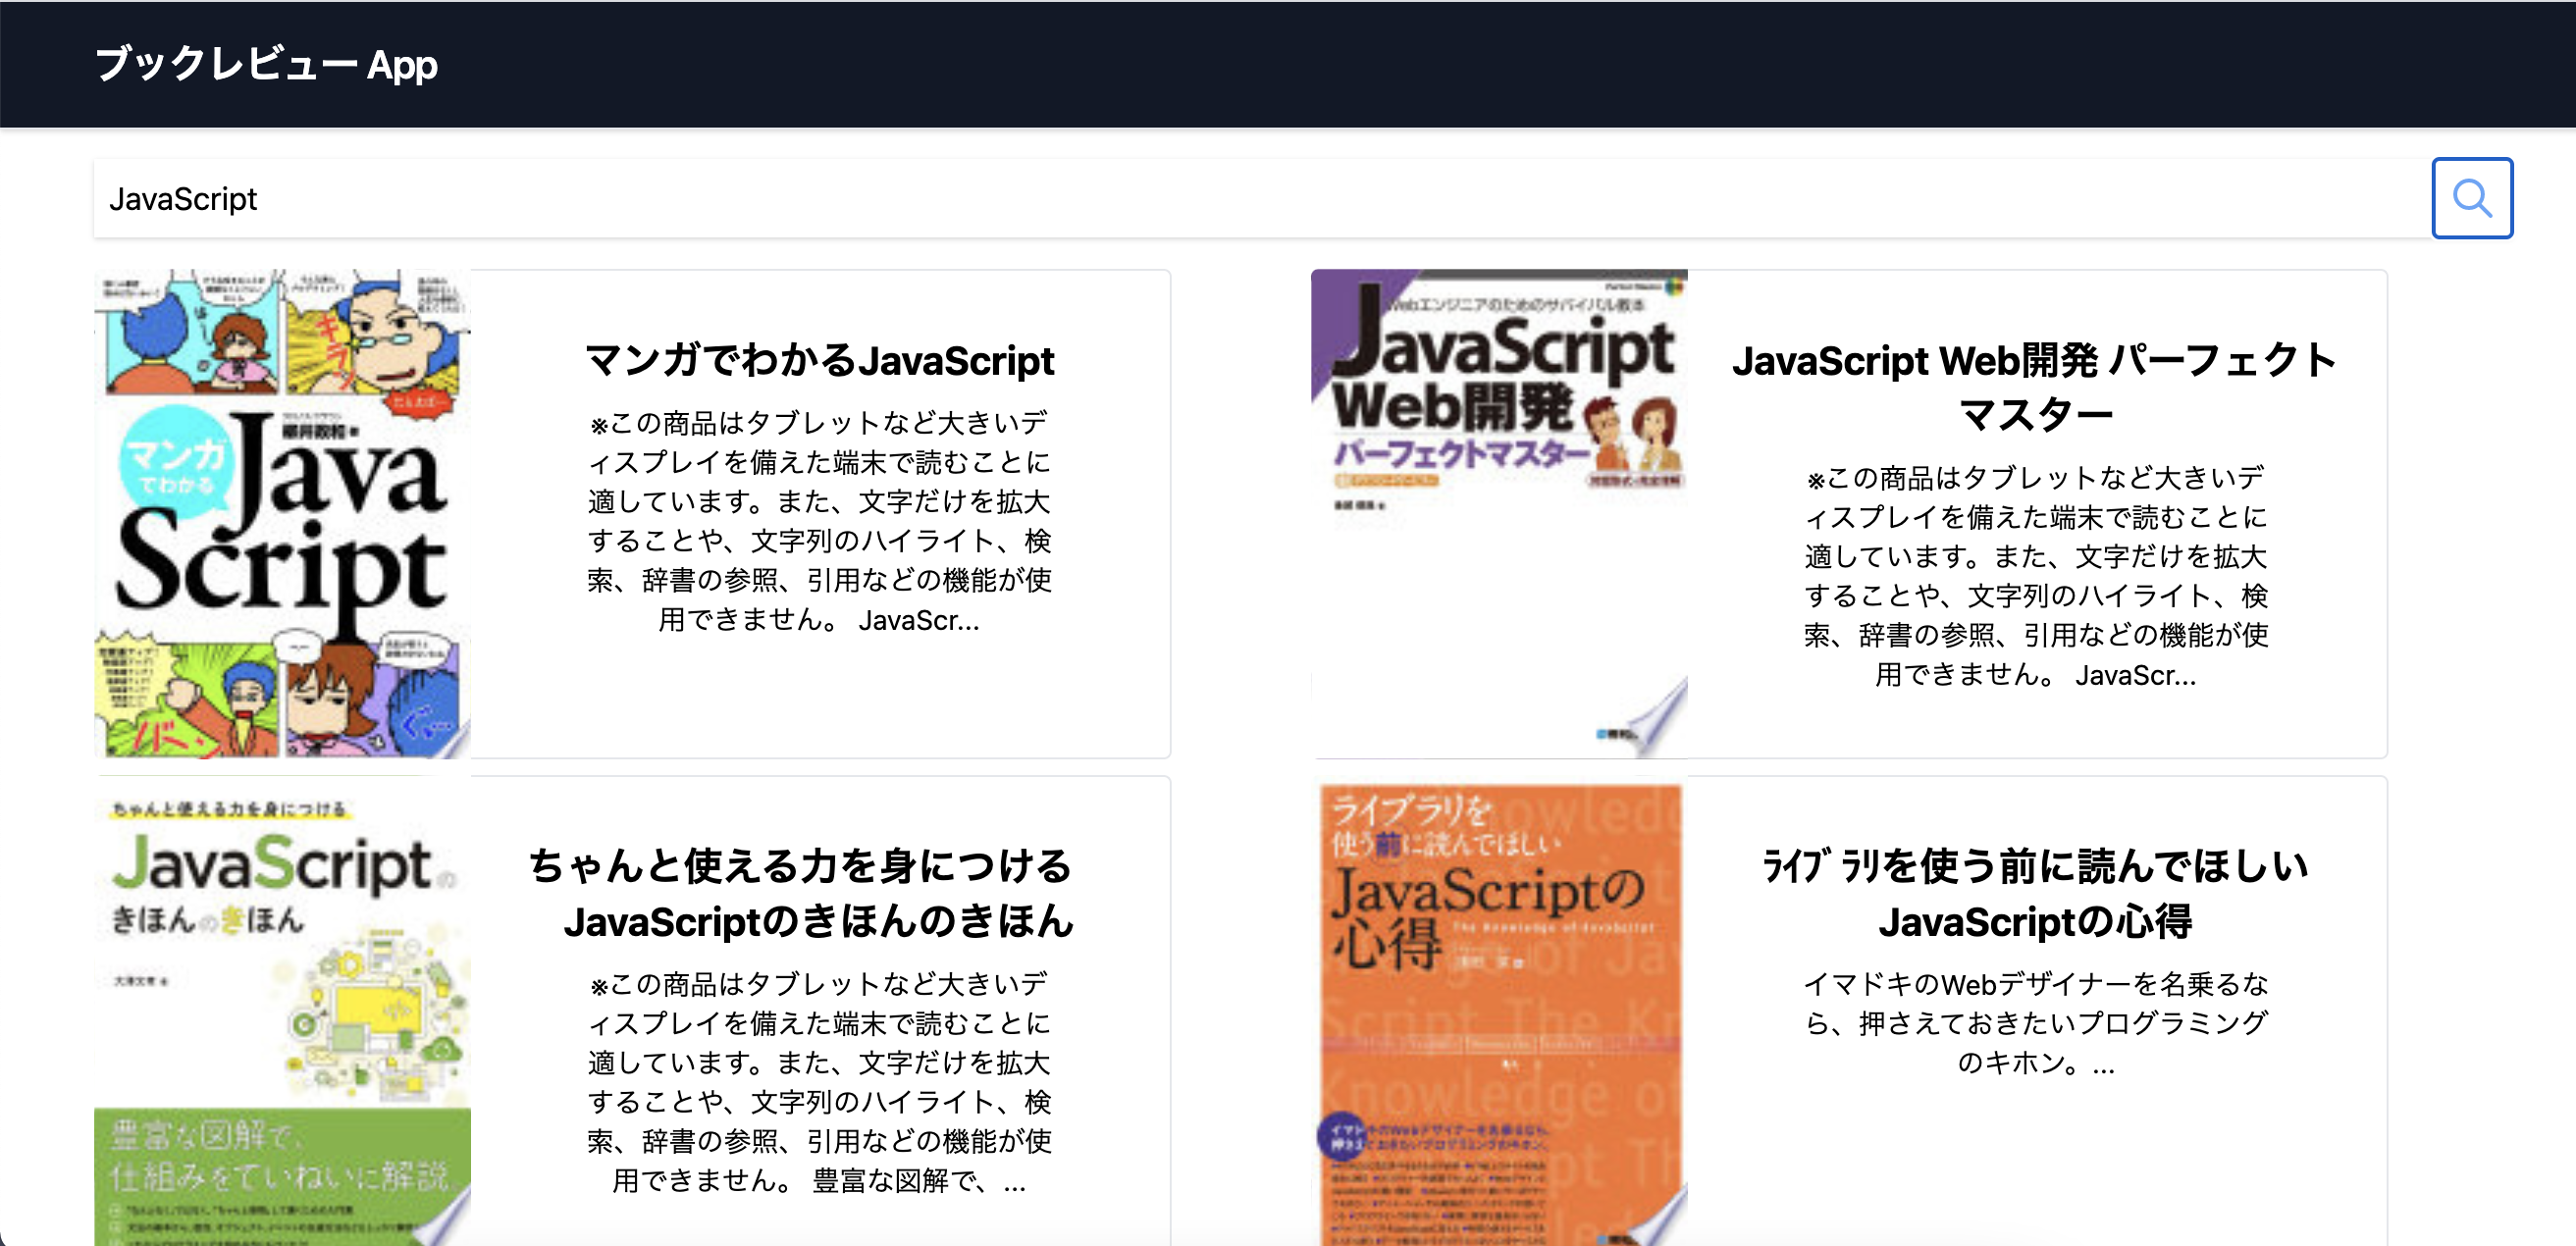 ブックレビュー App
JavaScript
マンガ
でわかる
Java
Script
マンガでわかるJavaScript
※この商品はタブレットなど大きいデ
ィスプレイを備えた端末で読むことに
適しています。また、文字だけを拡大
することや、文字列のハイライト、検
索、辞書の参照、引用などの機能が使
用できません。 JavaScr...
Webエンジニアのためのサバイバル教本
JavaScript
Web開発
パーフェクトマスター
JavaScript Web開発 パーフェクト
マスター
※この商品はタブレットなど大きいデ
ィスプレイを備えた端末で読むことに
適しています。また、文字だけを拡大
することや、文字列のハイライト、検
索、辞書の参照、引用などの機能が使
用できません。 JavaScr...
ちゃんと使える力を身につける
JavaScriptの
きほんのきほん
豊富な図解で、
仕組みをていねいに解説。
ちゃんと使える力を身につける
JavaScriptのきほんのきほん
※この商品はタブレットなど大きいデ
ィスプレイを備えた端末で読むことに
適しています。また、文字だけを拡大
することや、文字列のハイライト、検
索、辞書の参照、引用などの機能が使
用できません。 豊富な図解で、...
ライブラリを
使う前に読んでほしい
JavaScriptの
心得
The Knowledge of JavaScript
ﾗｲﾌﾞﾗﾘを使う前に読んでほしい
JavaScriptの心得
イマドキのWebデザイナーを名乗るな
ら、押さえておきたいプログラミング
のキホン。...